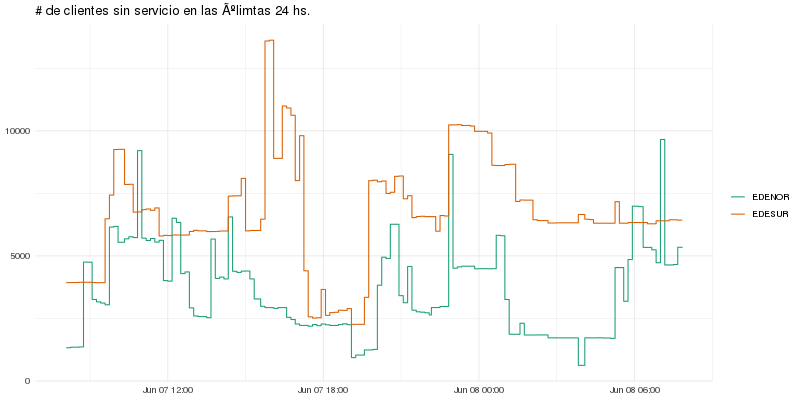 # de clientes sin servicio en las Ãºlimtas 24 hs.
10000
5000
0
Jun 07 12:00
Jun 07 18:00
Jun 08 00:00
Jun 08 06:00
EDENOR
EDESUR